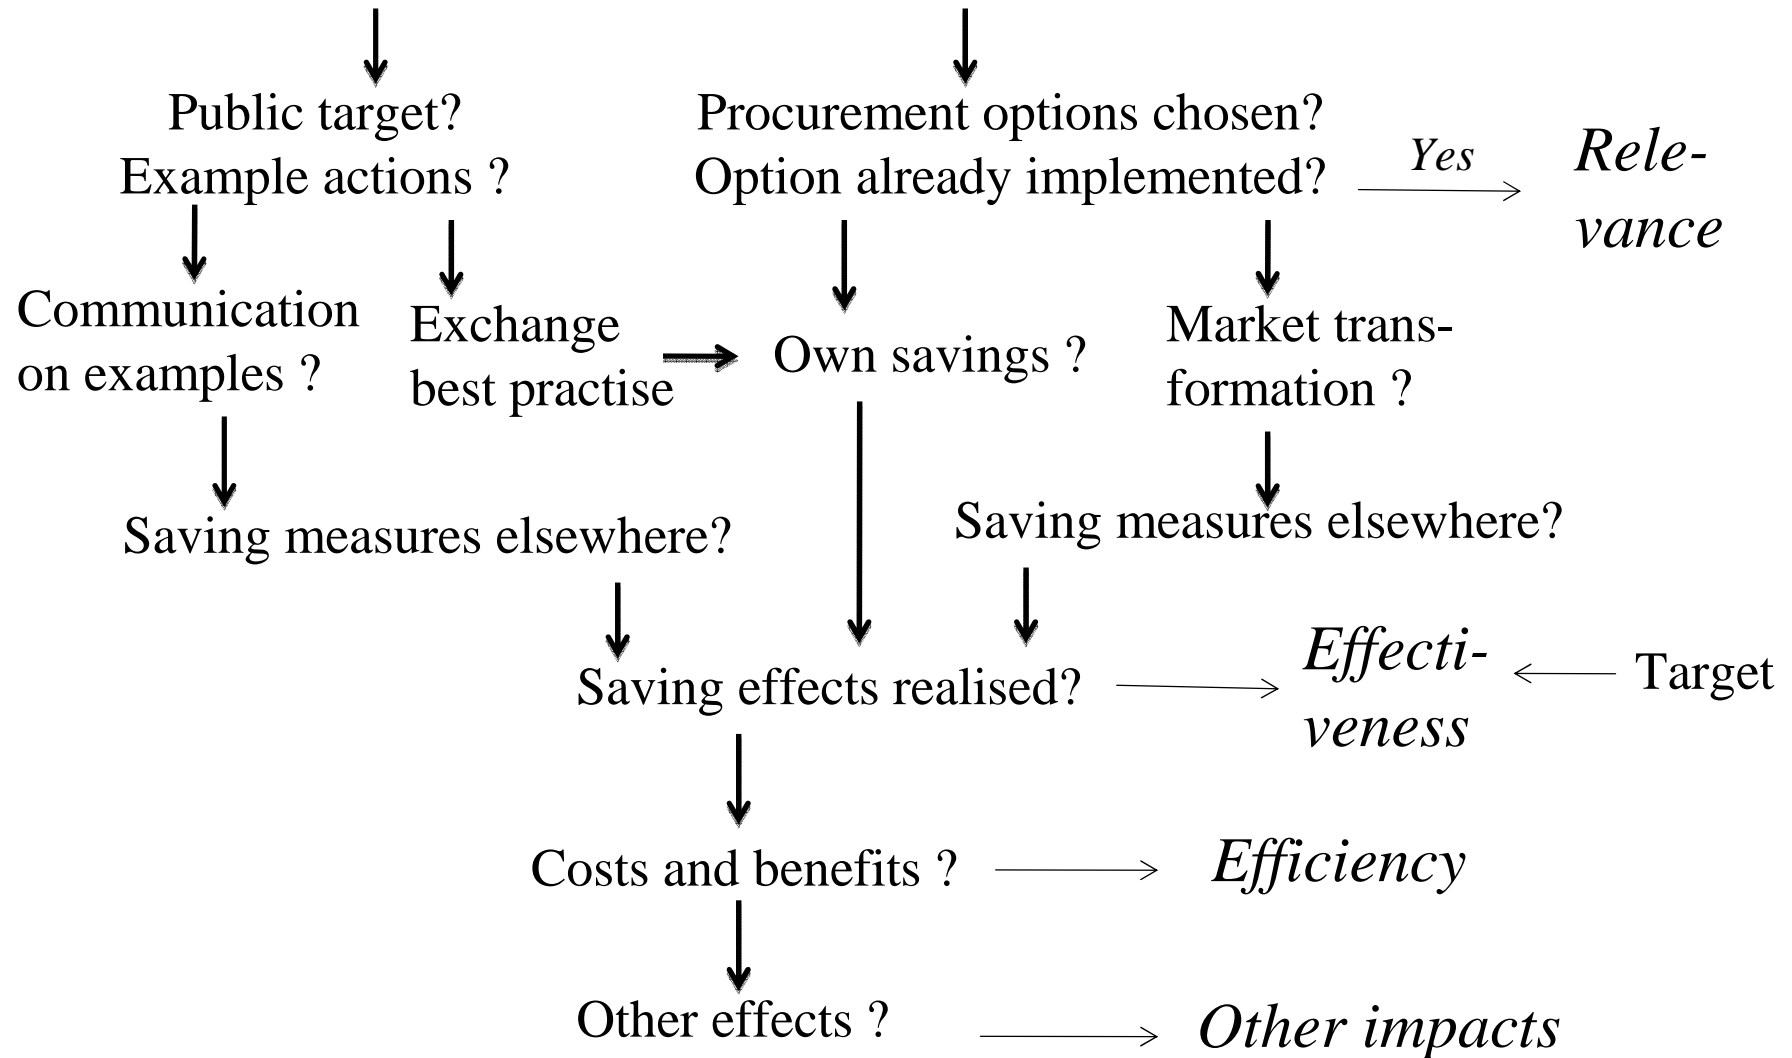 Public target?
Example actions ?
Procurement options chosen?
Option already implemented?
Yes
Rele-
vance
Communication
on examples ?
Exchange
best practise
Own savings ?
Market trans-
formation ?
Saving measures elsewhere?
Saving measures elsewhere?
Saving effects realised?
Effecti-
veness
Target
Costs and benefits ?
Efficiency
Other effects ?
Other impacts